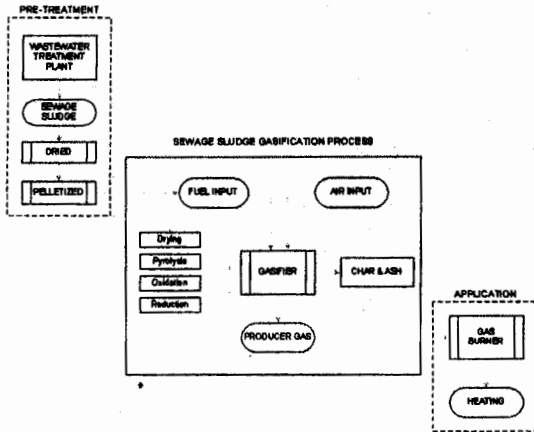 PRE-TREATMENT
WASTEWATER
TREATMENT
PLANT
SEWAGE
SLUDGE
DRIED
PELLETIZED
SEWAGE SLUDGE GASIFICATION PROCESS
FUEL INPUT
AIR INPUT
Drying
Pyrolysis
Oxidation
Reduction
GASIFIER
CHAR & ASH
PRODUCER GAS
APPLICATION
GAS
BURNER
HEATING